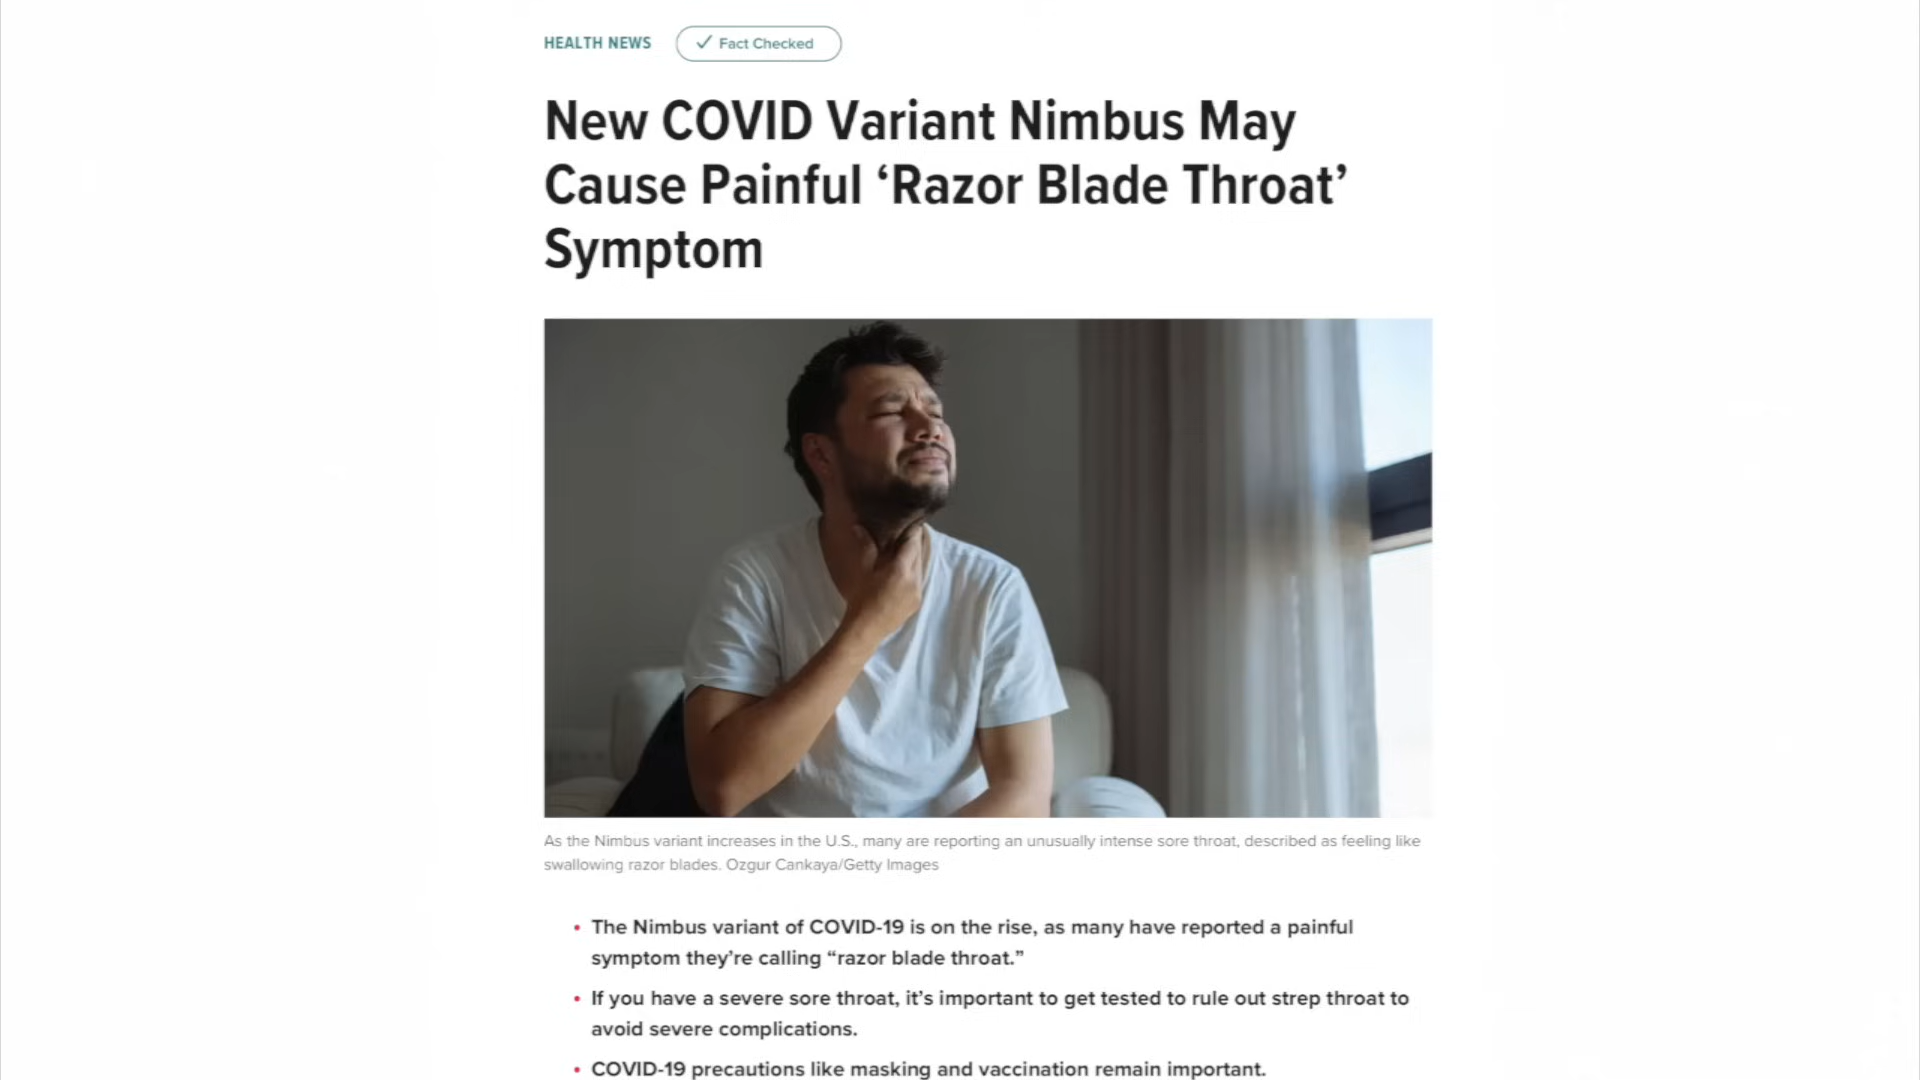 HEALTH NEWS
Fact Checked
New COVID Variant Nimbus May
Cause Painful ‘Razor Blade Throat’
Symptom
As the Nimbus variant increases in the U.S., many are reporting an unusually intense sore throat, described as feeling like
swallowing razor blades. Ozgur Cankaya/Getty Images
• The Nimbus variant of COVID-19 is on the rise, as many have reported a painful
symptom they’re calling “razor blade throat.”
• If you have a severe sore throat, it’s important to get tested to rule out strep throat to
avoid severe complications.
• COVID-19 precautions like masking and vaccination remain important.